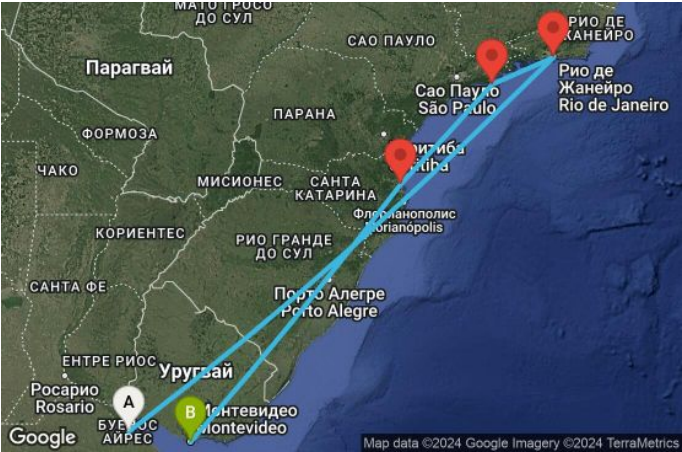 МАТО ГРОСО
ДО СУЛ
САО ПАУЛО
РИО ДЕ
ЖАНЕЙРО
Парагвай
Сао Пауло
São Paulo
Рио де
Жанейро
Rio de Janeiro
ПАРАНА
ФОРМОЗА
ЧАКО
МИСИОНЕС
САНТА
КАТАРИНА
Флорианополис
Florianópolis
КОРИЕНТЕС
РИО ГРАНДЕ
ДО СУЛ
САНТА ФЕ
Порто Алегре
Porto Alegre
ЕНТРЕ РИОС
Уругвай
Росарио
Rosario
A
B
БУЕНОС
АЙРЕС
Монтевидео
Montevideo
Google
Map data ©2024 Google Imagery ©2024 TerraMetrics